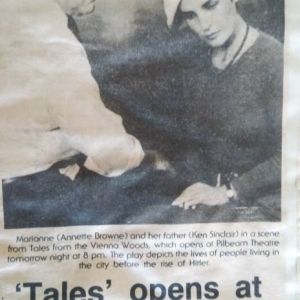 Marianne (Annette Browne) and her father (Ken Sinclair) in a scene
from Tales from the Vienna Woods, which opens at Pilbeam Theatre
tomorrow night at 8 pm. The play depicts the lives of people living in
the city before the rise of Hitler.
'Tales' opens at